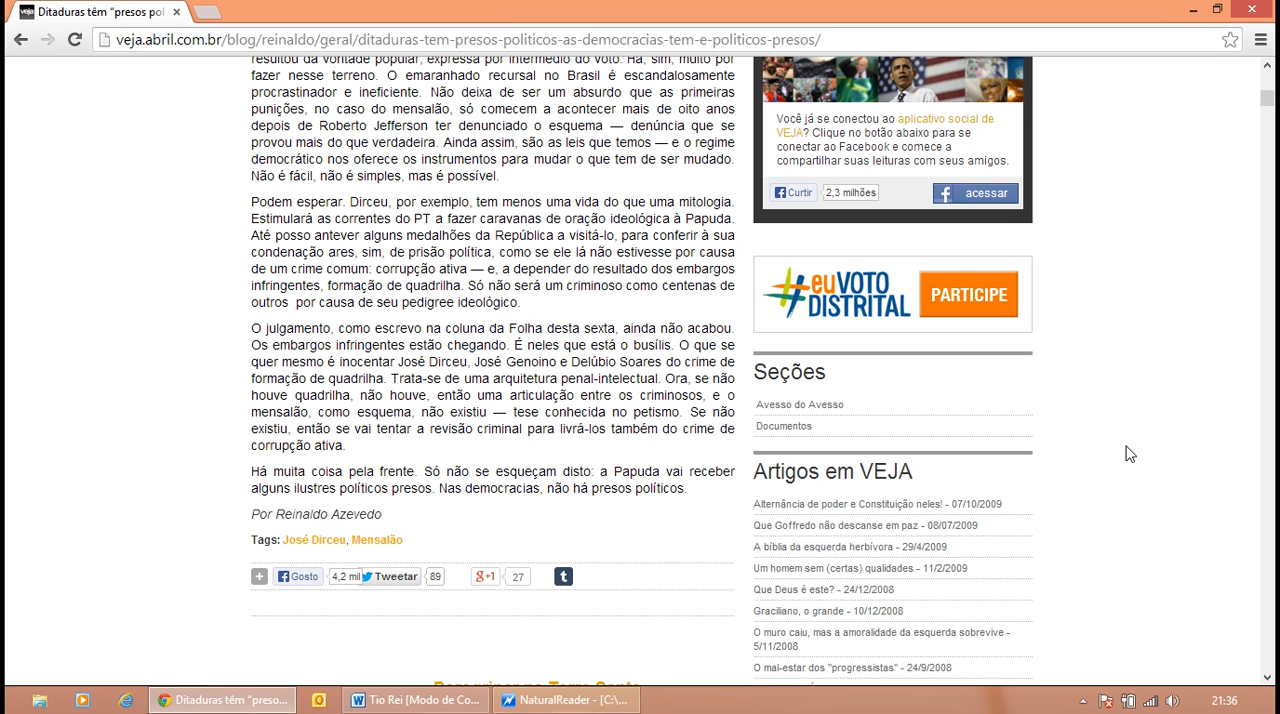 Ditaduras têm "presos pol
veja.abril.com.br/blog/reinaldo/geral/ditaduras-tem-presos-politicos-as-democracias-tem-e-politicos-presos/
resultou da vontade popular, expressa por intermédio do voto. Há, sim, muito por
fazer nesse terreno. O emaranhado recursal no Brasil é escandalosamente
procrastinador e ineficiente. Não deixa de ser um absurdo que as primeiras
punições, no caso do mensalão, só comecem a acontecer mais de oito anos
depois de Roberto Jefferson ter denunciado o esquema — denúncia que se
provou mais do que verdadeira. Ainda assim, são as leis que temos — e o regime
democrático nos oferece os instrumentos para mudar o que tem de ser mudado.
Não é fácil, não é simples, mas é possível.
Podem esperar. Dirceu, por exemplo, tem menos uma vida do que uma mitologia.
Estimulará as correntes do PT a fazer caravanas de oração ideológica à Papuda.
Até posso antever alguns medalhões da República a visitá-lo, para conferir à sua
condenação ares, sim, de prisão política, como se ele lá não estivesse por causa
de um crime comum: corrupção ativa — e, a depender do resultado dos embargos
infringentes, formação de quadrilha. Só não será um criminoso como centenas de
outros por causa de seu pedigree ideológico.
O julgamento, como escrevo na coluna da Folha desta sexta, ainda não acabou.
Os embargos infringentes estão chegando. É neles que está o busílis. O que se
quer mesmo é inocentar José Dirceu, José Genoino e Delúbio Soares do crime de
formação de quadrilha. Trata-se de uma arquitetura penal-intelectual. Ora, se não
houve quadrilha, não houve, então uma articulação entre os criminosos, e o
mensalão, como esquema, não existiu — tese conhecida no petismo. Se não
existiu, então se vai tentar a revisão criminal para livrá-los também do crime de
corrupção ativa.
Há muita coisa pela frente. Só não se esqueçam disto: a Papuda vai receber
alguns ilustres políticos presos. Nas democracias, não há presos políticos.
Por Reinaldo Azevedo
Tags: José Dirceu, Mensalão
Gosto 4,2 mil Tweetar 89 g+1 27 t
Você já se conectou ao aplicativo social de
VEJA? Clique no botão abaixo para se
conectar ao Facebook e comece a
compartilhar suas leituras com seus amigos.
Curtir 2,3 milhões f acessar
#euVOTO
DISTRITAL
PARTICIPE
Seções
Avesso do Avesso
Documentos
Artigos em VEJA
Alternância de poder e Constituição neles! - 07/10/2009
Que Goffredo não descanse em paz - 08/07/2009
A bíblia da esquerda herbívora - 29/4/2009
Um homem sem (certas) qualidades - 11/2/2009
Que Deus é este? - 24/12/2008
Graciliano, o grande - 10/12/2008
O muro caiu, mas a amoralidade da esquerda sobrevive -
5/11/2008
O mal-estar dos "progressistas" - 24/9/2008
Ditaduras têm "preso...
Tio Rei [Modo de Co...
NaturalReader - [C:\...
21:36